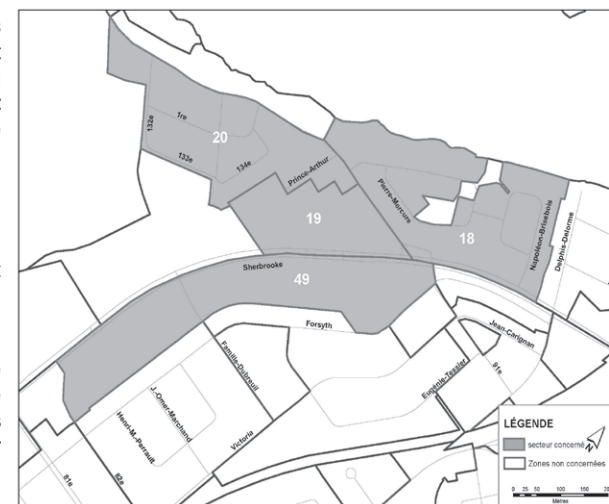 132e
1re
20
133e
134e
Prince-Arthur
Pierre-Mercure
19
18
Napoléon-Brisebois
Delphis-Delorme
Sherbrooke
49
Forsyth
Jean-Carignan
Famille-Dubreuil
Eugénie-Tessier
91e
J.-Omer-Marchand
Henri-M.-Perrault
Victoria
81e
82e
LÉGENDE
secteur concerné
N
Zones non concernées
0 25 50 100 150 200
Mètres